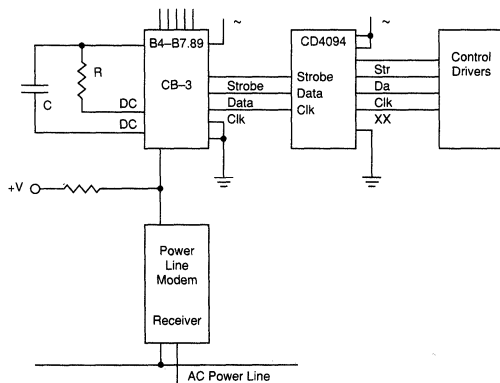 ~
~
B4–B7.89
CD4094
R
CB–3
Strobe
Control
Drivers
C
DC
Strobe
Data
Str
DC
Data
Clk
Da
Clk
Clk
XX
+V
Power
Line
Modem
Receiver
AC Power Line